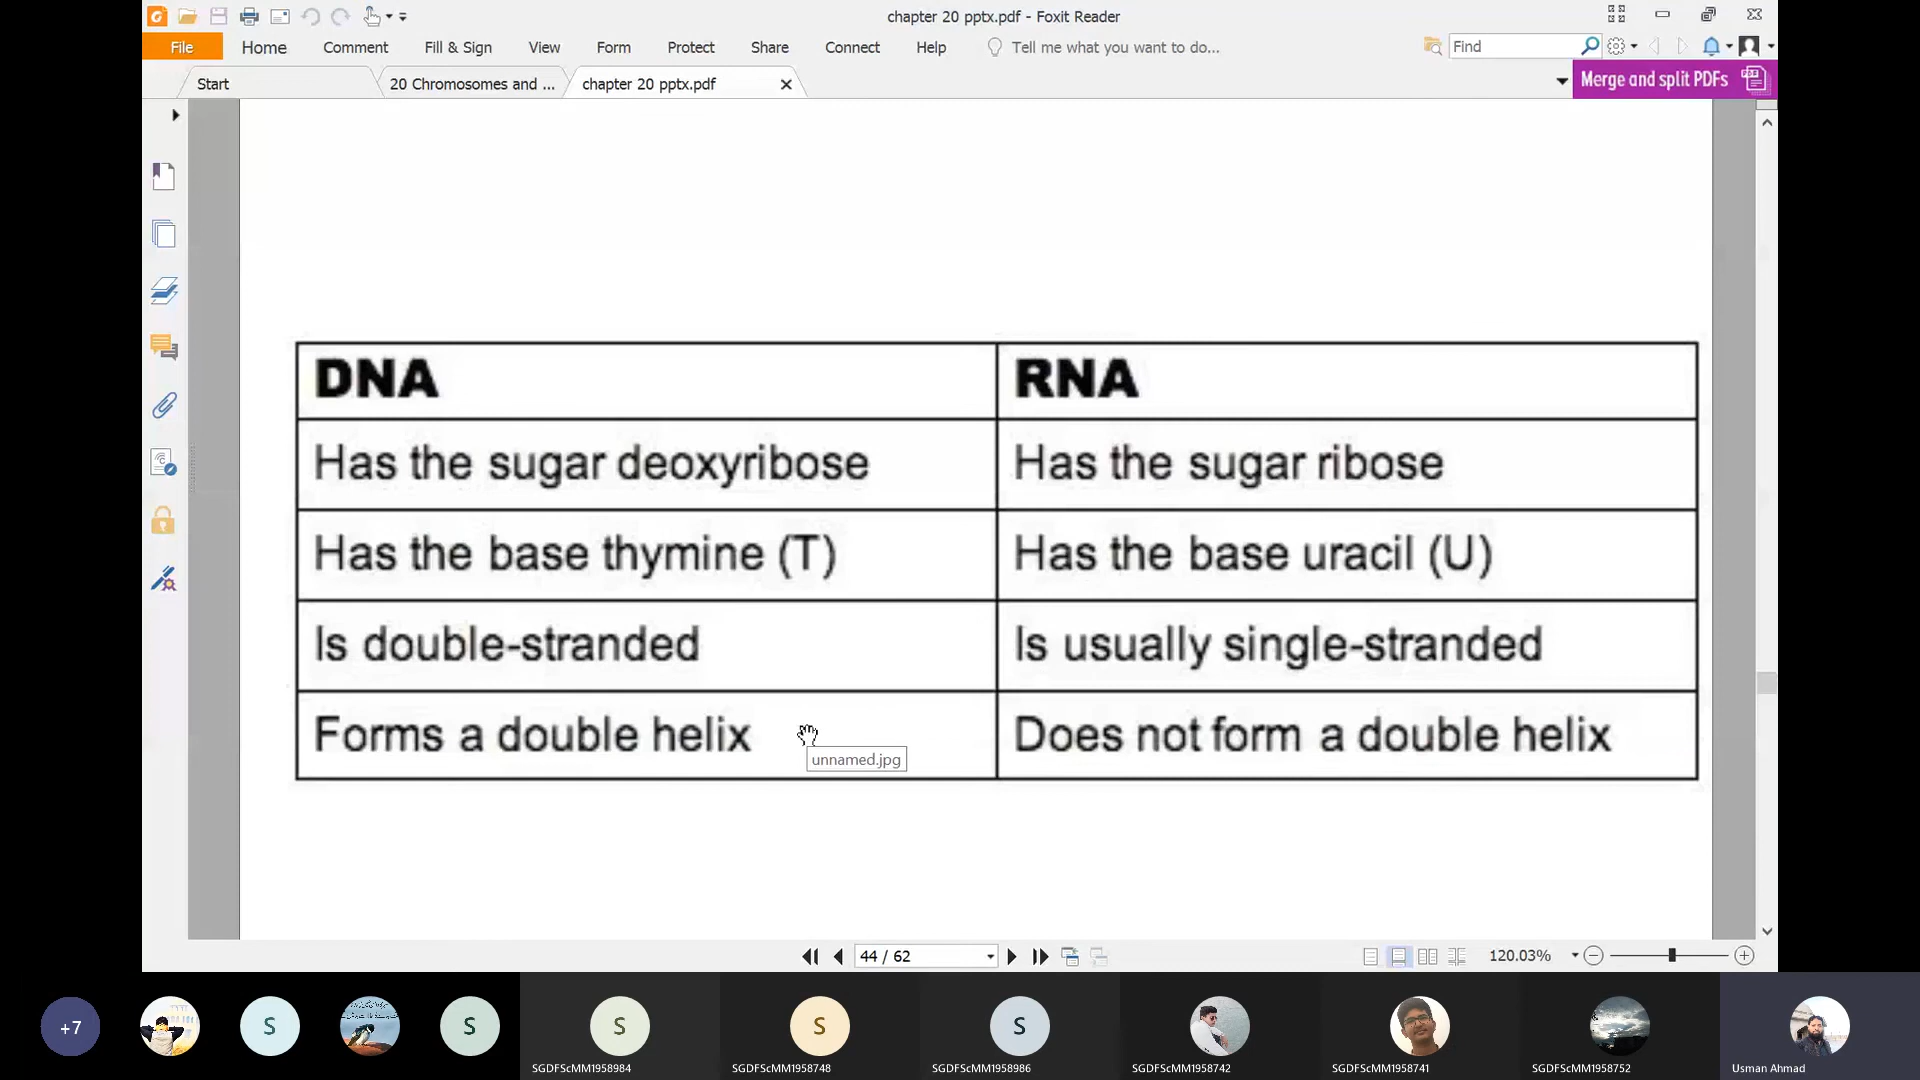 chapter 20 pptx.pdf - Foxit Reader
File Home Comment Fill & Sign View Form Protect Share Connect Help Tell me what you want to do... Find
Start 20 Chromosomes and ... chapter 20 pptx.pdf Merge and split PDFs
DNA RNA
Has the sugar deoxyribose Has the sugar ribose
Has the base thymine (T) Has the base uracil (U)
Is double-stranded Is usually single-stranded
Forms a double helix Does not form a double helix
unnamed.jpg
44 / 62 120.03%
+7 S S S S S
SGDFScMM1958984 SGDFScMM1958748 SGDFScMM1958986 SGDFScMM1958742 SGDFScMM1958741 SGDFScMM1958752 Usman Ahmad